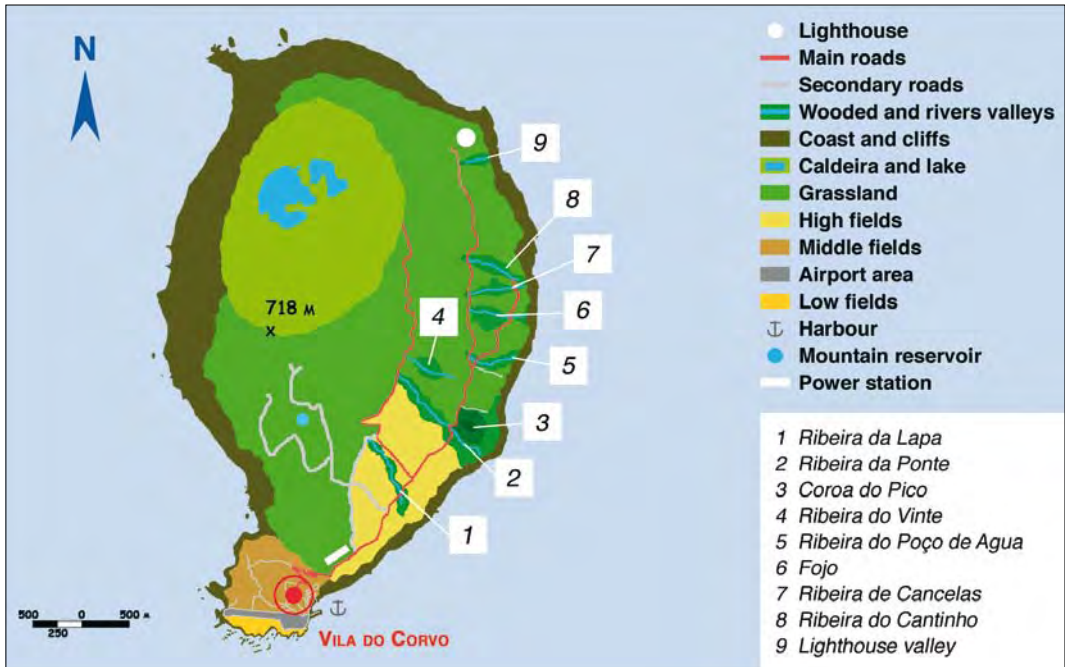 N
Lighthouse
Main roads
Secondary roads
Wooded and rivers valleys
Coast and cliffs
Caldeira and lake
Grassland
High fields
Middle fields
Airport area
Low fields
Harbour
Mountain reservoir
Power station
9
8
7
718 M
x
4
6
5
3
2
1
500 0 500 M
250
VILA DO CORVO
1 Ribeira da Lapa
2 Ribeira da Ponte
3 Coroa do Pico
4 Ribeira do Vinte
5 Ribeira do Poço de Agua
6 Fojo
7 Ribeira de Cancelas
8 Ribeira do Cantinho
9 Lighthouse valley